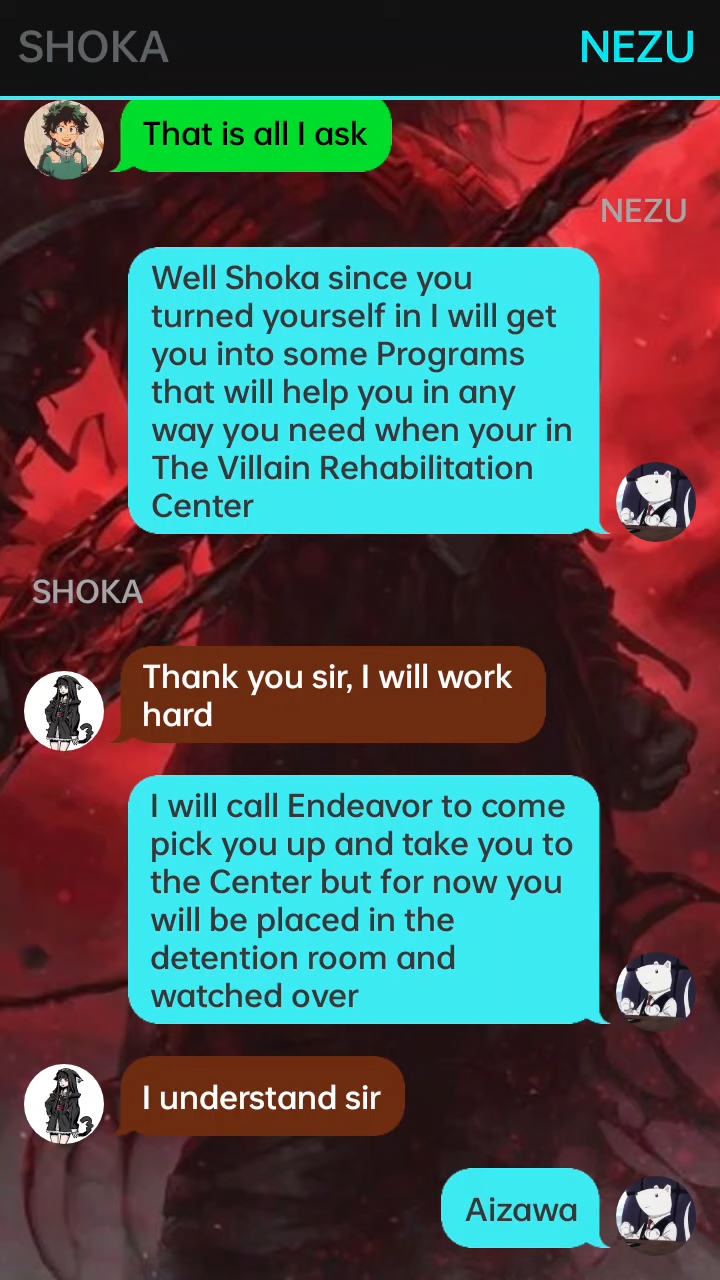 SHOKA
NEZU
That is all I ask
NEZU
Well Shoka since you
turned yourself in I will get
you into some Programs
that will help you in any
way you need when your in
The Villain Rehabilitation
Center
SHOKA
Thank you sir, I will work
hard
I will call Endeavor to come
pick you up and take you to
the Center but for now you
will be placed in the
detention room and
watched over
I understand sir
Aizawa